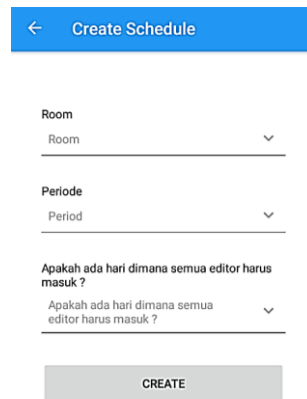 Create Schedule
Room
Room
Periode
Period
Apakah ada hari dimana semua editor harus
masuk ?
Apakah ada hari dimana semua
editor harus masuk ?
CREATE